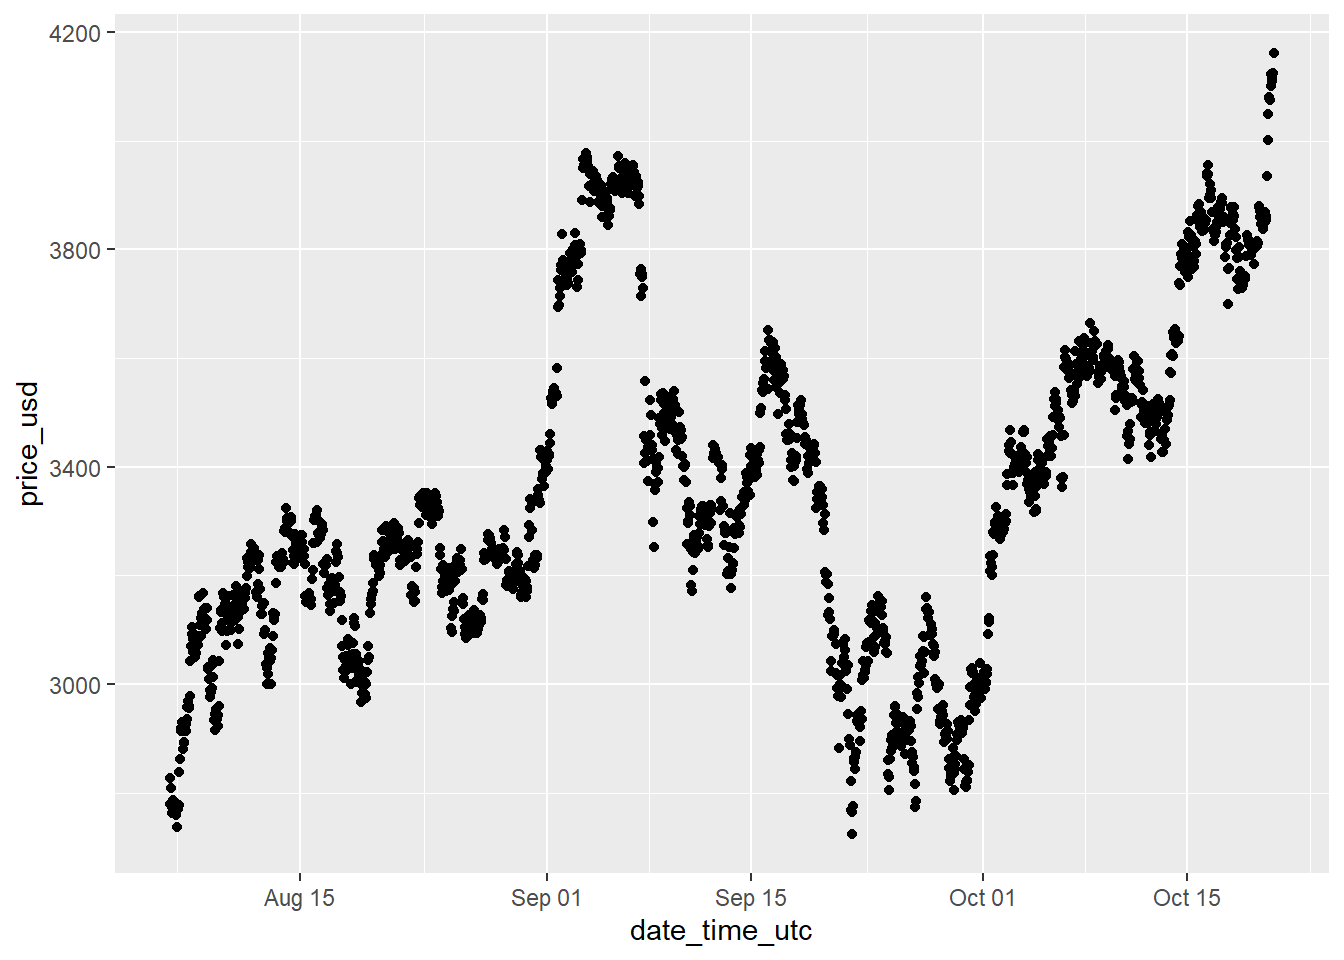 4200
3800
3400
3000
price_usd
Aug 15
Sep 01
Sep 15
Oct 01
Oct 15
date_time_utc